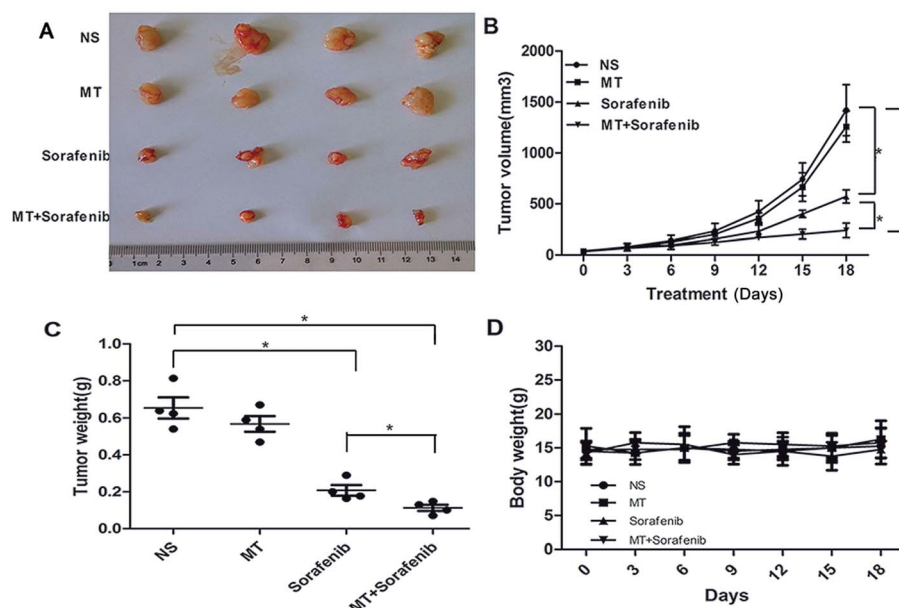 A
NS
MT
Sorafenib
MT+Sorafenib
0 1cm 2 3 4 5 6 7 8 9 10 11 12 13 14
B
2000
1500
1000
500
0
Tumor volume(mm3)
NS
MT
Sorafenib
MT+Sorafenib
*
*
0 3 6 9 12 15 18
Treatment (Days)
C
*
*
*
1.0
0.8
0.6
0.4
0.2
0.0
Tumor weight(g)
NS MT Sorafenib MT+Sorafenib
D
30
25
20
15
10
5
0
Body weight(g)
NS
MT
Sorafenib
MT+Sorafenib
0 3 6 9 12 15 18
Days